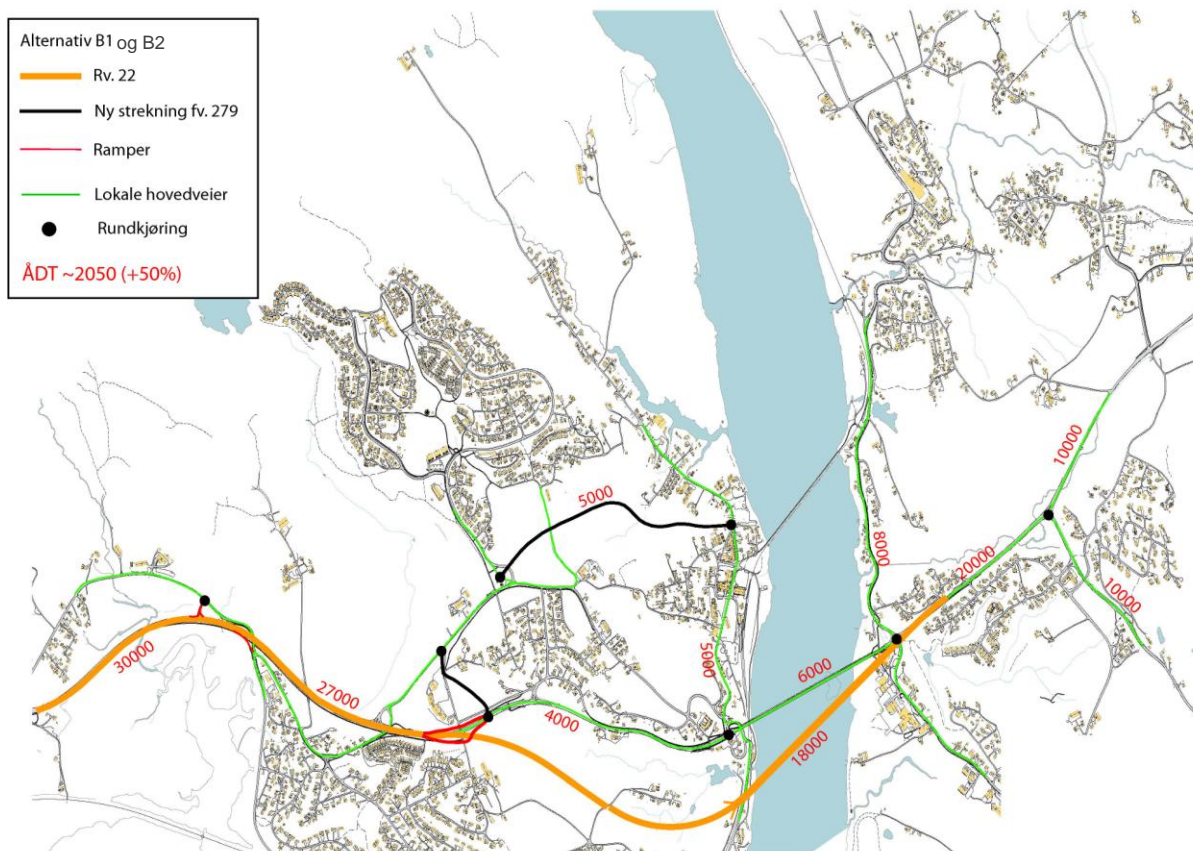 Alternativ B1 og B2
Rv. 22
Ny strekning fv. 279
Ramper
Lokale hovedveier
Rundkjøring
ÅDT ~2050 (+50%)
10000
5000
8000
20000
10000
30000
27000
5000
6000
4000
18000